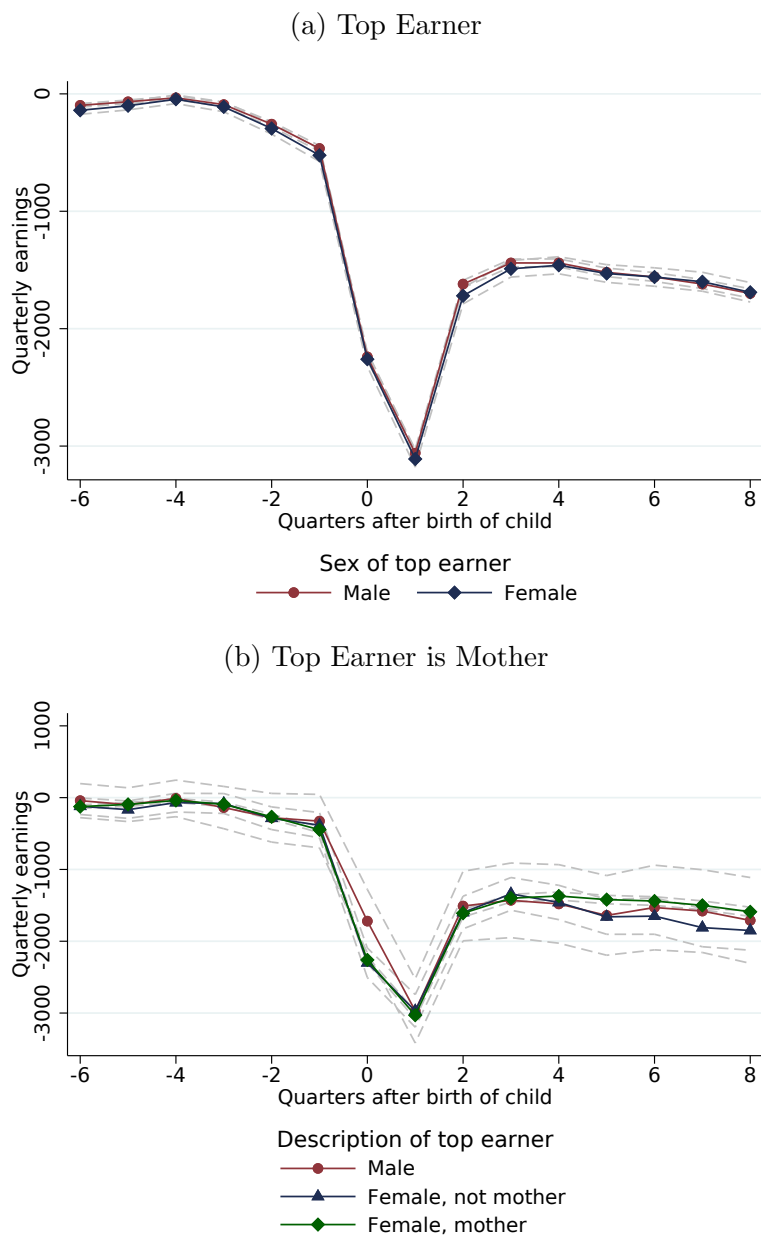 (a) Top Earner
0
-1000
-2000
-3000
Quarterly earnings
-6 -4 -2 0 2 4 6 8
Quarters after birth of child
Sex of top earner
Male Female
(b) Top Earner is Mother
1000
0
-1000
-2000
-3000
Quarterly earnings
-6 -4 -2 0 2 4 6 8
Quarters after birth of child
Description of top earner
Male
Female, not mother
Female, mother